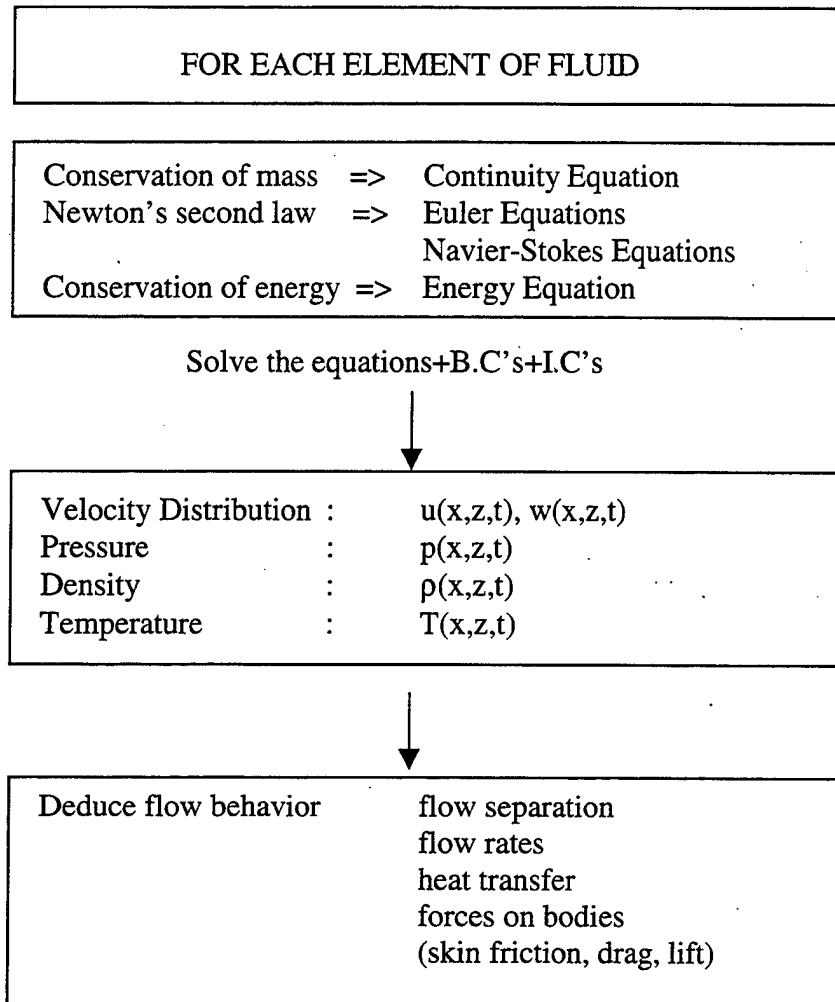 FOR EACH ELEMENT OF FLUID
Conservation of mass => Continuity Equation
Newton's second law => Euler Equations
Navier-Stokes Equations
Conservation of energy => Energy Equation
Solve the equations+B.C's+I.C's
Velocity Distribution : u(x,z,t), w(x,z,t)
Pressure : p(x,z,t)
Density : ρ(x,z,t)
Temperature : T(x,z,t)
Deduce flow behavior flow separation
flow rates
heat transfer
forces on bodies
(skin friction, drag, lift)